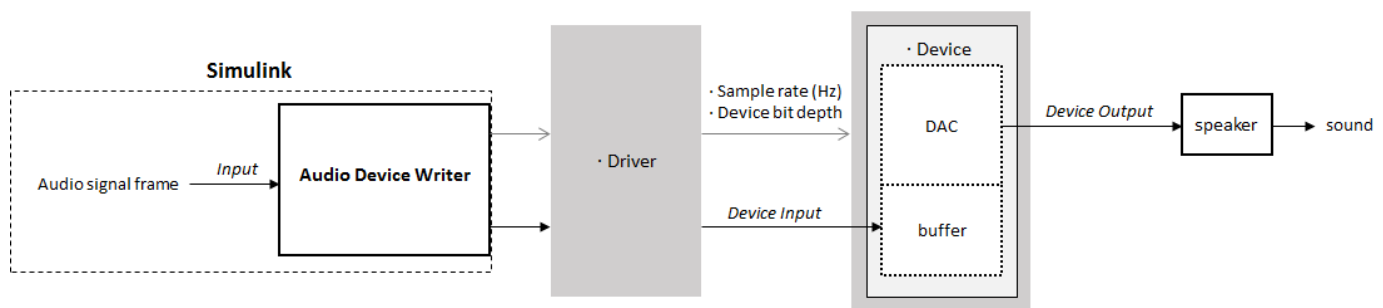 Simulink
Audio signal frame
Input
Audio Device Writer
· Driver
· Sample rate (Hz)
· Device bit depth
Device Input
· Device
DAC
buffer
Device Output
speaker
sound